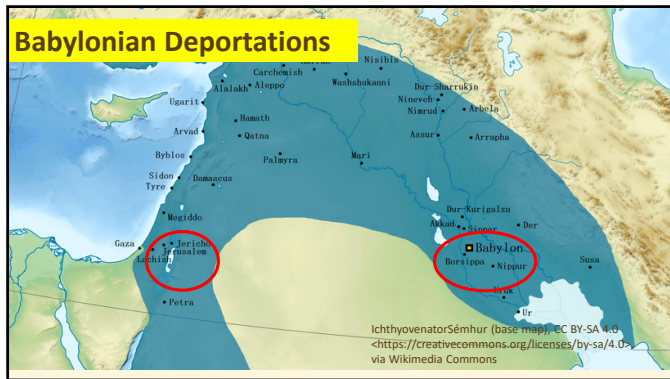 Babylonian Deportations
Nisibis
Carchemish
Alalakh
Aleppo
Washshukanni
Dur-Sharrukin
Nineveh
Nimrud
Arbela
Ugarit
Hamath
Arvad
Qatna
Assur
Arrapha
Byblos
Palmyra
Mari
Sidon
Damascus
Tyre
Megiddo
Dur-Kurigalzu
Akkad
Sippar
Der
Gaza
Jericho
Jerusalem
Lachish
Babylon
Borsippa
Nippur
Susa
Petra
Uruk
Ur
IchthyovenatorSémhur (base map), CC BY-SA 4.0
<https://creativecommons.org/licenses/by-sa/4.0>,
via Wikimedia Commons